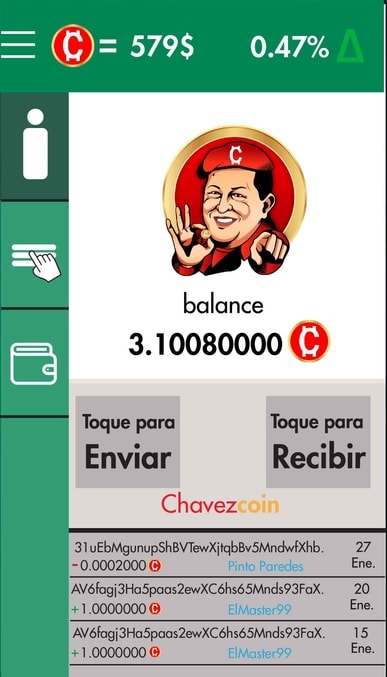 = 579$ 0.47%
balance
3.10080000
Toque para
Enviar
Toque para
Recibir
Chavezcoin
31uEbMgunupShBVTewXjtqbBv5MndwfXhb. 27
-0.0002000 Pinto Paredes Ene.
AV6fagj3Ha5paas2ewXC6hs65Mnds93FaX. 20
+1.0000000 ElMaster99 Ene.
AV6fagj3Ha5paas2ewXC6hs65Mnds93FaX. 15
+1.0000000 ElMaster99 Ene.